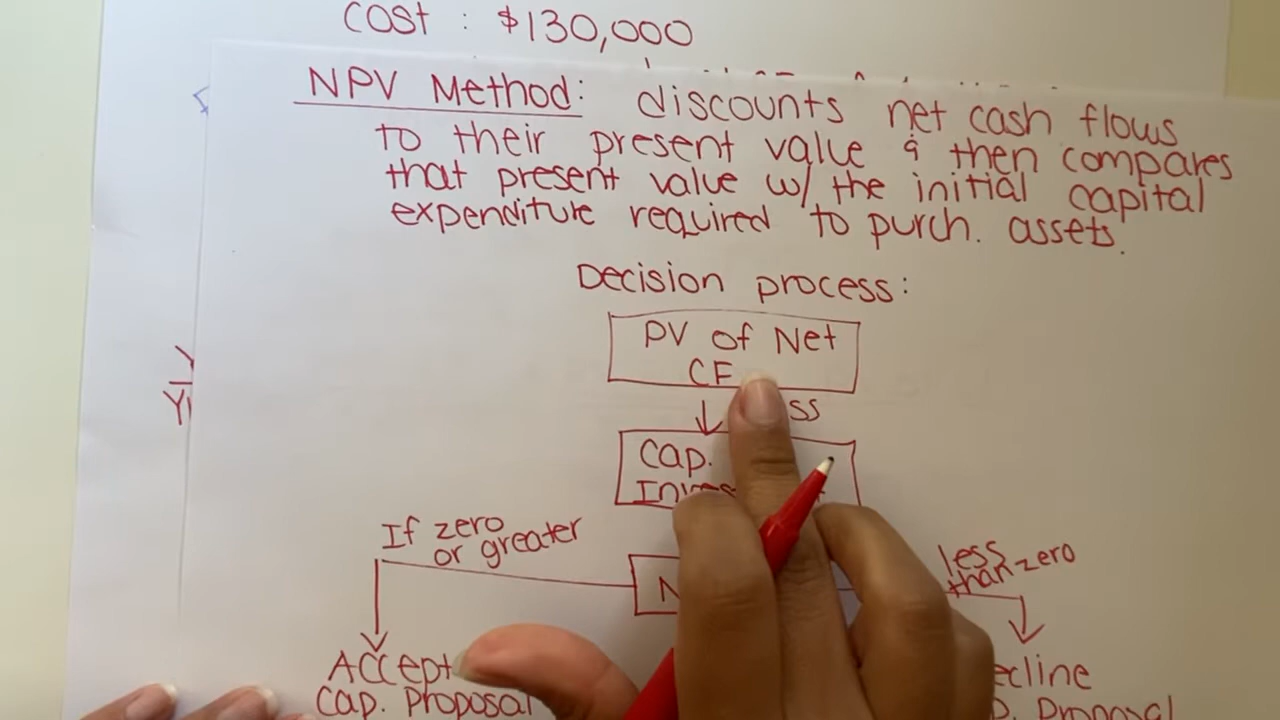 Cost : $130,000
NPV Method: discounts net cash flows
to their present value & then compares
that present value w/ the initial capital
expenditure required to purch. assets.
Decision process:
PV of Net
CF
Cap.
If zero
or greater
less
than zero
Accept
Cap. Proposal